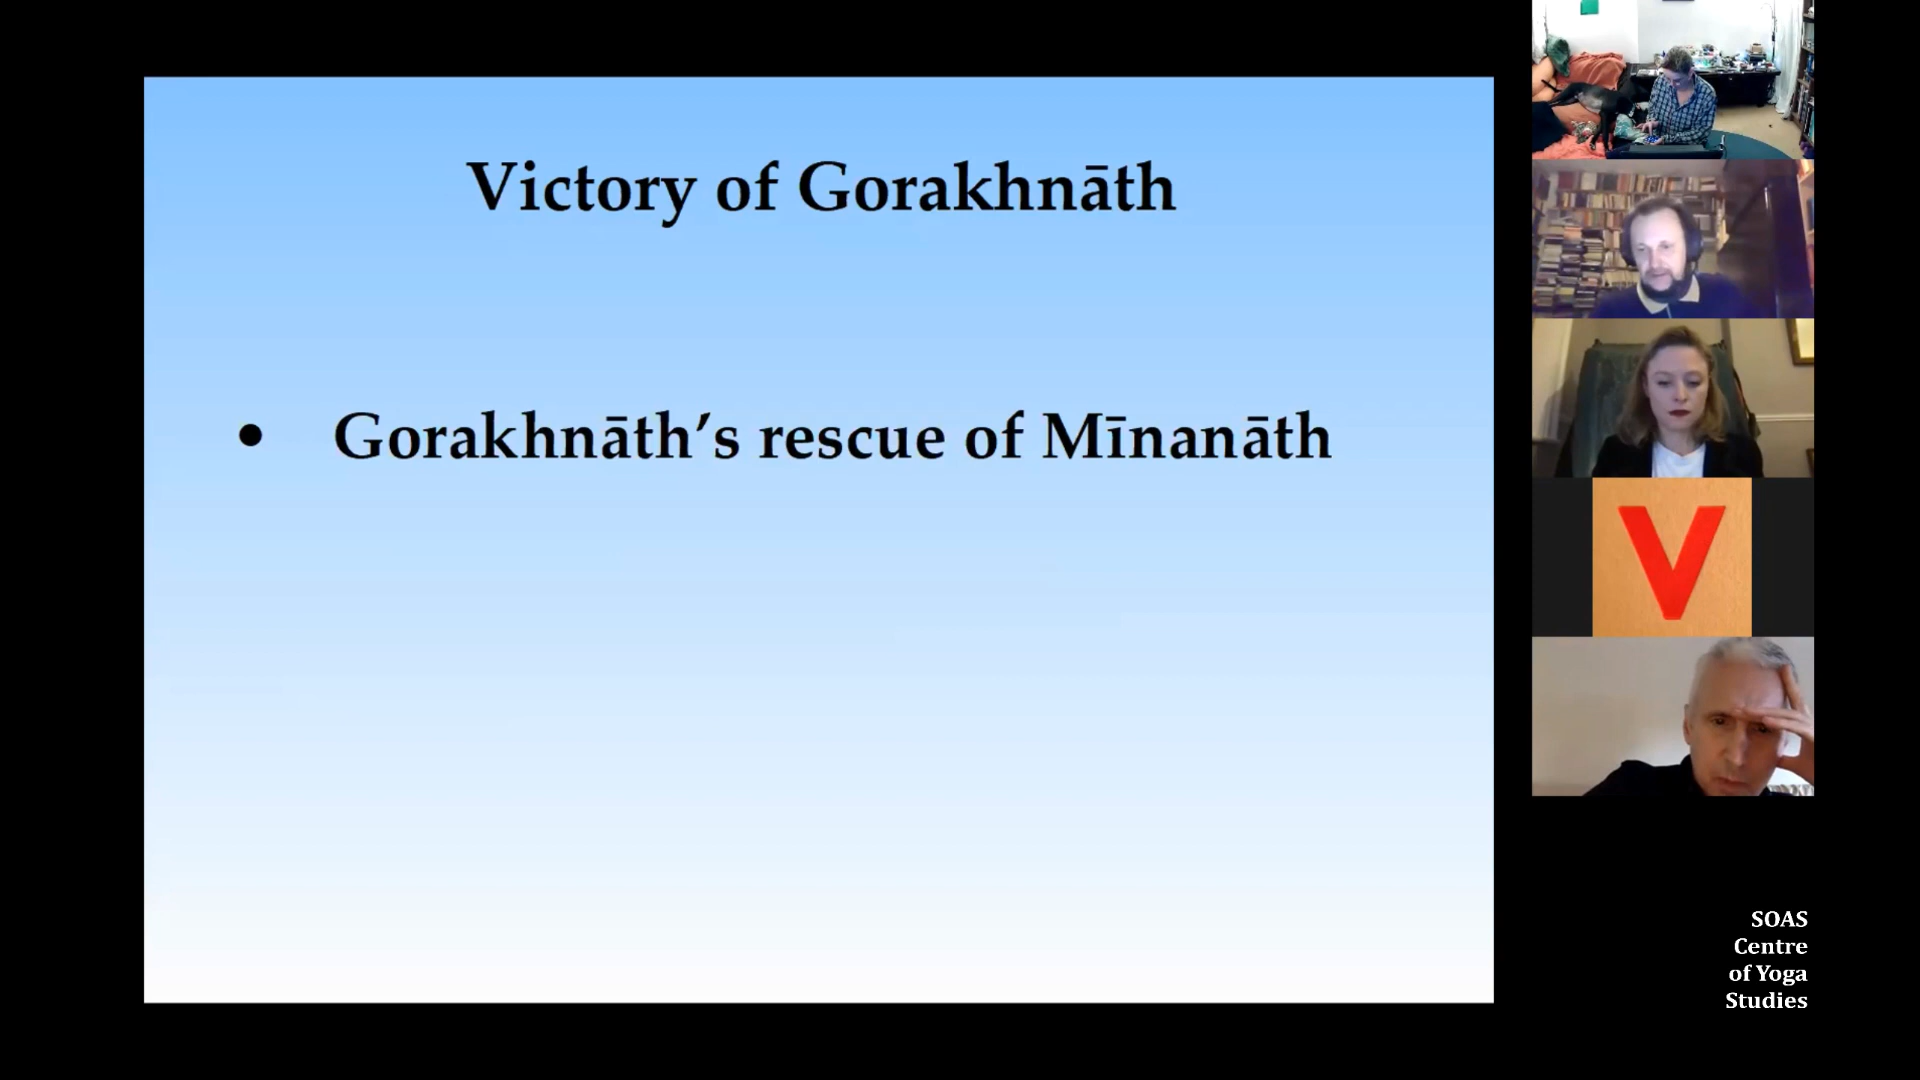 Victory of Gorakhnāth
• Gorakhnāth’s rescue of Mīnanāth
V
SOAS
Centre
of Yoga
Studies